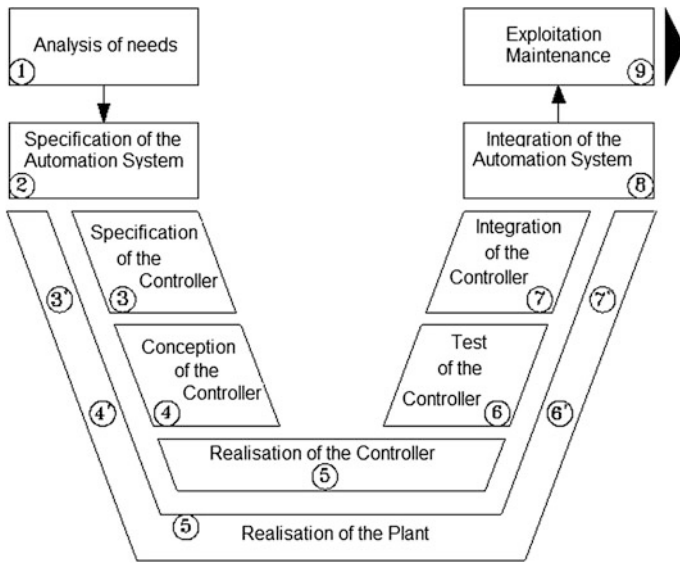 Analysis of needs
1
Specification of the
Automation System
2
Specification
of the
Controller
3
Conception
of the
Controller
4
Realisation of the Controller
5
Test
of the
Controller
6
Integration
of the
Controller
7
Integration of the
Automation System
8
Exploitation
Maintenance
9
3'
4'
5
Realisation of the Plant
6'
7'